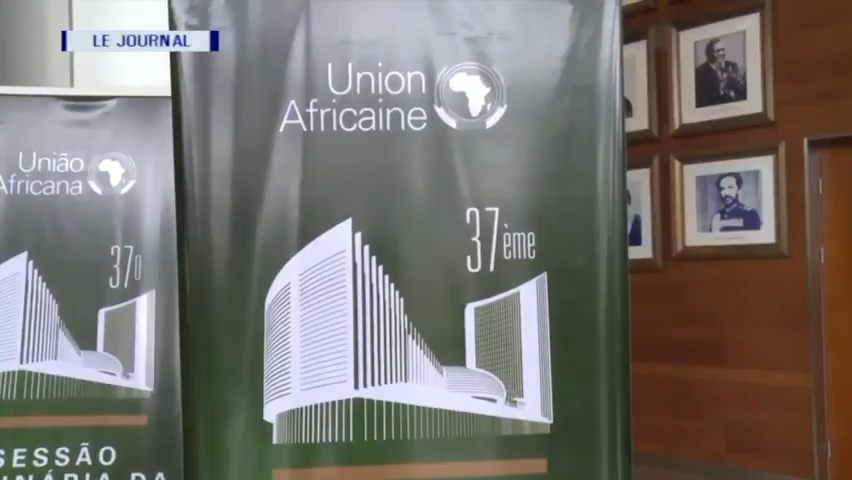 LE JOURNAL
Union
Africaine
37ème
União
Africana
37º
SESSÃO